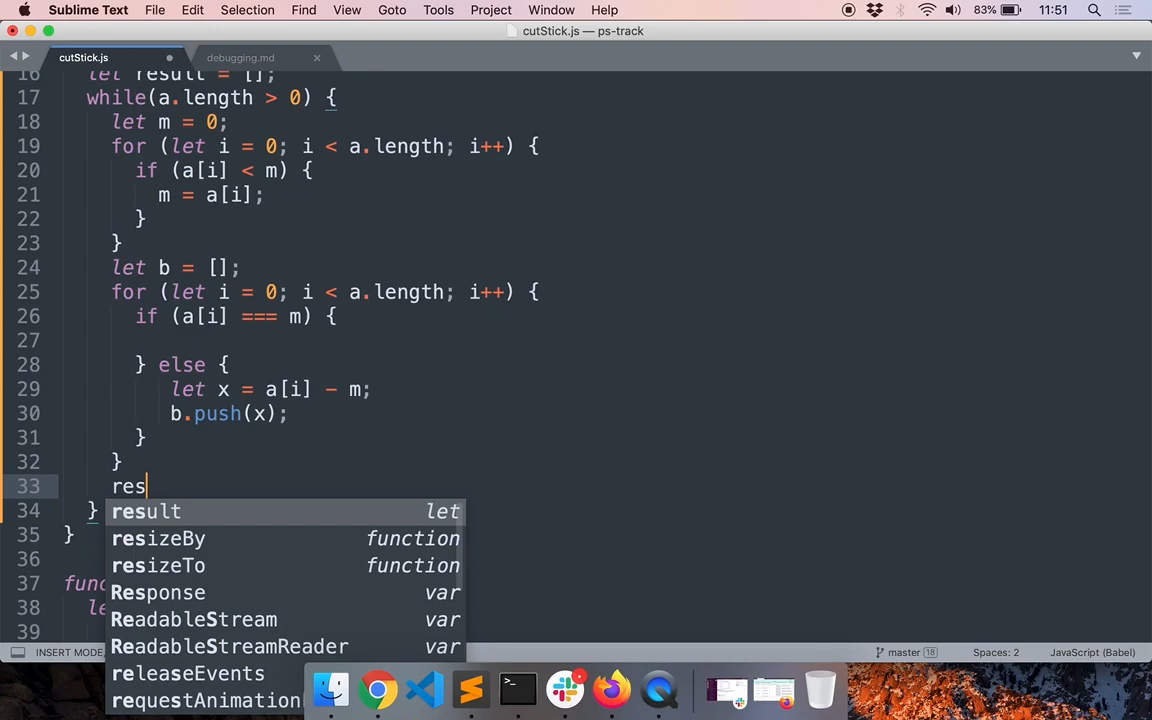 Sublime Text File Edit Selection Find View Goto Tools Project Window Help 83% 11:51
cutStick.js — ps-track
cutStick.js debugging.md
16 let result = [];
17 while(a.length > 0) {
18 let m = 0;
19 for (let i = 0; i < a.length; i++) {
20 if (a[i] < m) {
21 m = a[i];
22 }
23 }
24 let b = [];
25 for (let i = 0; i < a.length; i++) {
26 if (a[i] === m) {
27
28 } else {
29 let x = a[i] - m;
30 b.push(x);
31 }
32 }
33 res
34 }
result let
35 }
resizeBy function
36
resizeTo function
37 func
Response var
38 le
ReadableStream var
39
ReadableStreamReader var
INSERT MODE, master 18 Spaces: 2 JavaScript (Babel)
releaseEvents
requestAnimation